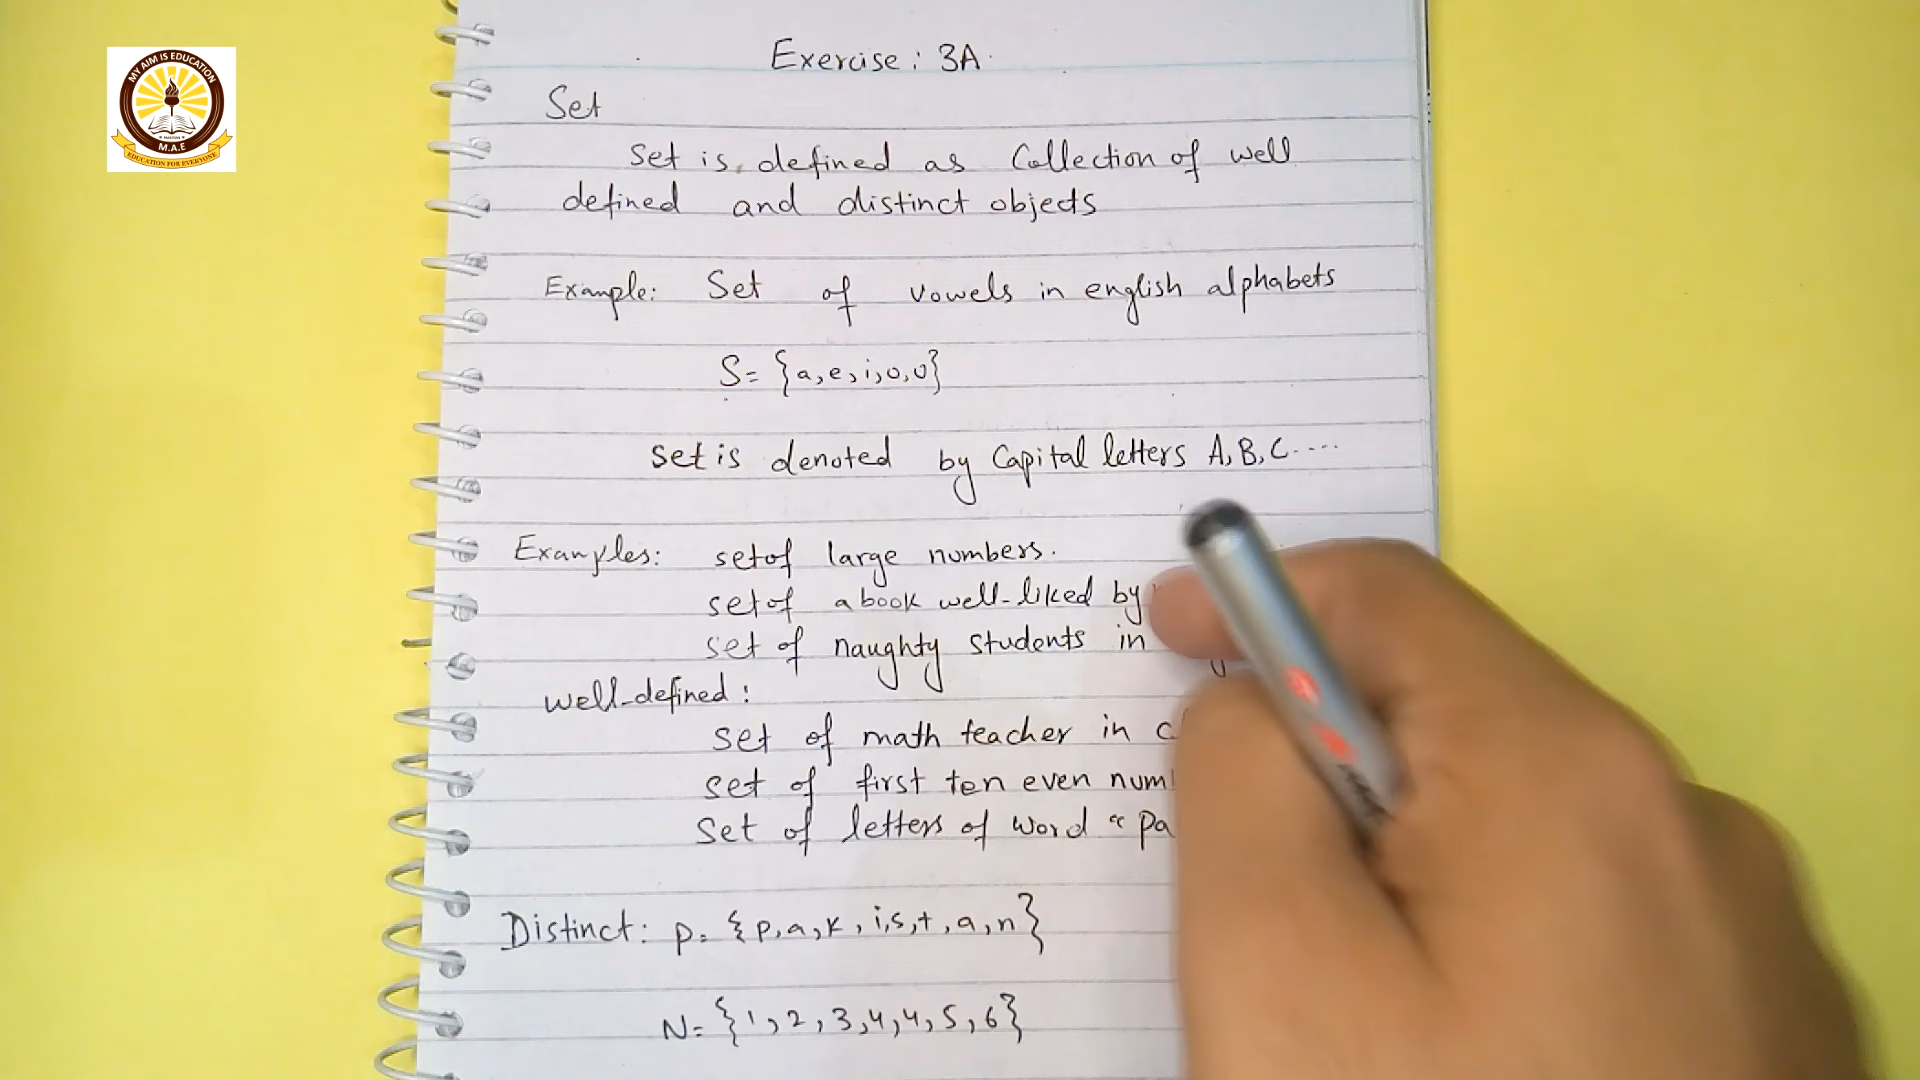 MY AIM IS EDUCATION
M.A.E
EDUCATION FOR EVERYONE
Exercise: 3A
Set
Set is defined as Collection of well
defined and distinct objects
Example: Set of vowels in english alphabets
S= {a,e,i,o,u}
set is denoted by Capital letters A,B,C....
Examples: set of large numbers.
set of a book well-liked by
set of naughty students in
well-defined:
set of math teacher in
set of first ten even
Set of letters of word "
Distinct: P= {p,a,k,i,s,t,a,n}
N= {1,2,3,4,4,5,6}